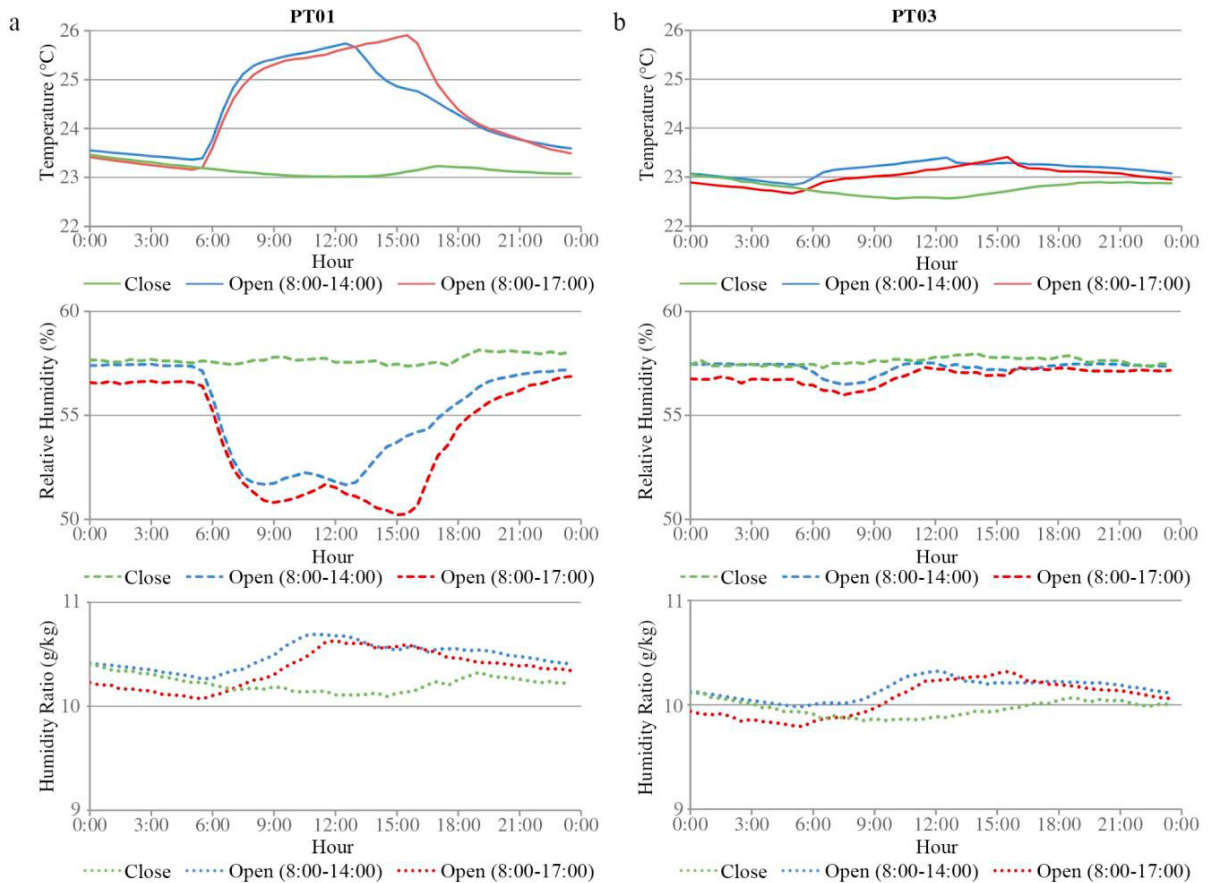 a
PT01
Temperature (°C)
26
25
24
23
22
0:00 3:00 6:00 9:00 12:00 15:00 18:00 21:00 0:00
Hour
Close Open (8:00-14:00) Open (8:00-17:00)
Relative Humidity (%)
60
55
50
0:00 3:00 6:00 9:00 12:00 15:00 18:00 21:00 0:00
Hour
Close Open (8:00-14:00) Open (8:00-17:00)
Humidity Ratio (g/kg)
11
10
9
0:00 3:00 6:00 9:00 12:00 15:00 18:00 21:00 0:00
Hour
Close Open (8:00-14:00) Open (8:00-17:00)
b
PT03
Temperature (°C)
26
25
24
23
22
0:00 3:00 6:00 9:00 12:00 15:00 18:00 21:00 0:00
Hour
Close Open (8:00-14:00) Open (8:00-17:00)
Relative Humidity (%)
60
55
50
0:00 3:00 6:00 9:00 12:00 15:00 18:00 21:00 0:00
Hour
Close Open (8:00-14:00) Open (8:00-17:00)
Humidity Ratio (g/kg)
11
10
9
0:00 3:00 6:00 9:00 12:00 15:00 18:00 21:00 0:00
Hour
Close Open (8:00-14:00) Open (8:00-17:00)